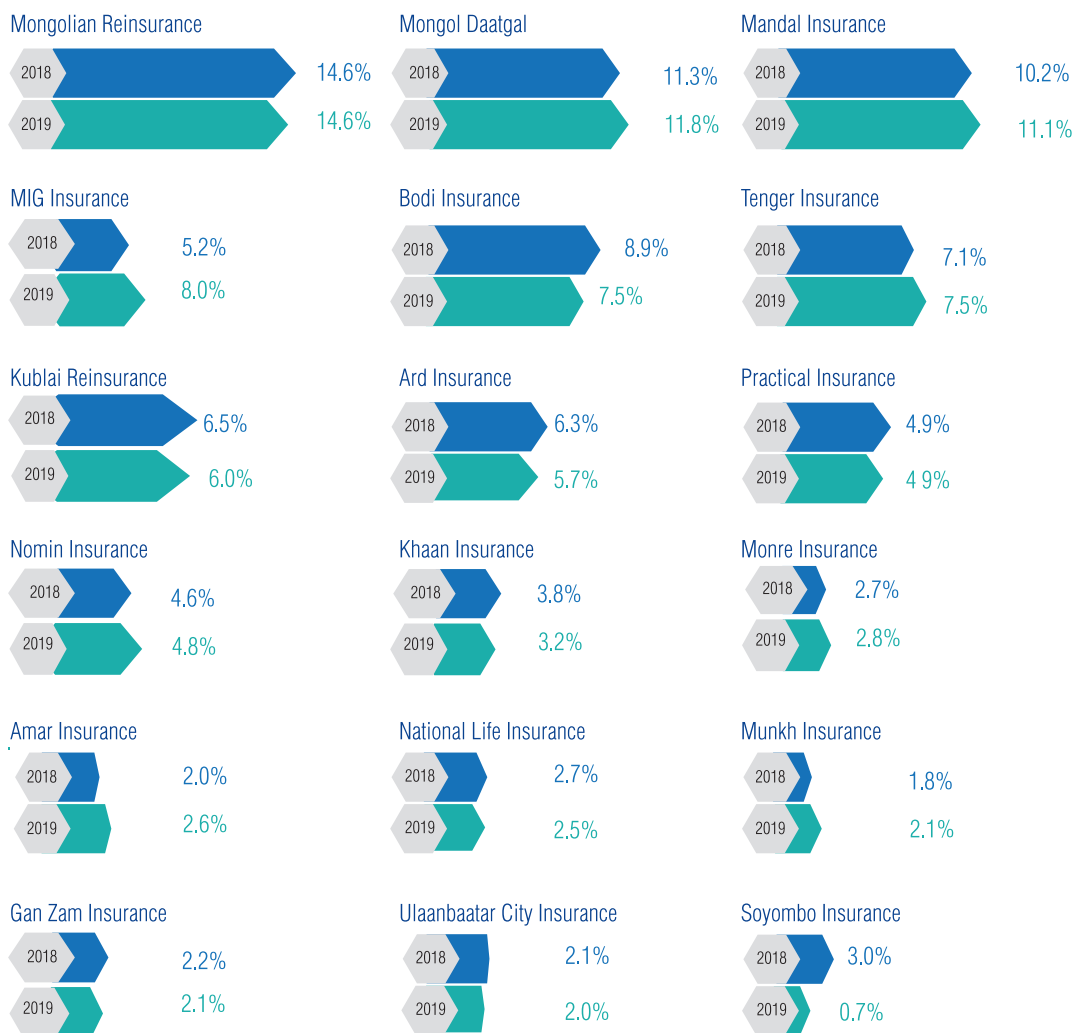 Mongolian Reinsurance
2018 14.6%
2019 14.6%
Mongol Daatgal
2018 11.3%
2019 11.8%
Mandal Insurance
2018 10.2%
2019 11.1%
MIG Insurance
2018 5.2%
2019 8.0%
Bodi Insurance
2018 8.9%
2019 7.5%
Tenger Insurance
2018 7.1%
2019 7.5%
Kublai Reinsurance
2018 6.5%
2019 6.0%
Ard Insurance
2018 6.3%
2019 5.7%
Practical Insurance
2018 4.9%
2019 4 9%
Nomin Insurance
2018 4.6%
2019 4.8%
Khaan Insurance
2018 3.8%
2019 3.2%
Monre Insurance
2018 2.7%
2019 2.8%
Amar Insurance
2018 2.0%
2019 2.6%
National Life Insurance
2018 2.7%
2019 2.5%
Munkh Insurance
2018 1.8%
2019 2.1%
Gan Zam Insurance
2018 2.2%
2019 2.1%
Ulaanbaatar City Insurance
2018 2.1%
2019 2.0%
Soyombo Insurance
2018 3.0%
2019 0.7%